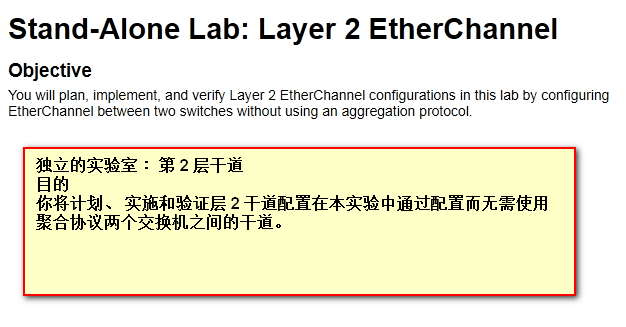 Stand-Alone Lab: Layer 2 EtherChannel
Objective
You will plan, implement, and verify Layer 2 EtherChannel configurations in this lab by configuring
EtherChannel between two switches without using an aggregation protocol.
独立的实验室： 第 2 层干道
目的
你将计划、 实施和验证层 2 干道配置在本实验中通过配置而无需使用
聚合协议两个交换机之间的干道。